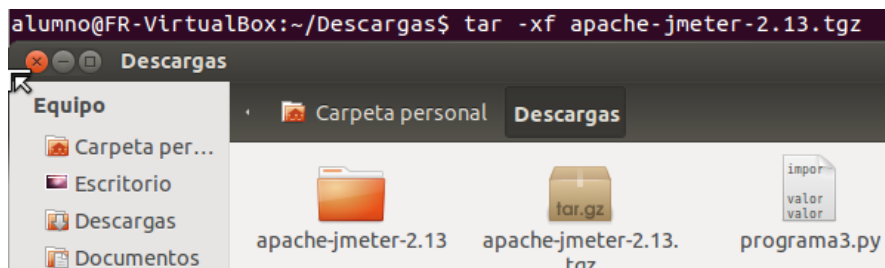 alumno@FR-VirtualBox:~/Descargas$ tar -xf apache-jmeter-2.13.tgz
Descargas
Equipo
Carpeta personal Descargas
Carpeta per...
Escritorio
Descargas
Documentos
tar.gz
impor
valor
valor
apache-jmeter-2.13
apache-jmeter-2.13.
tgz
programa3.py